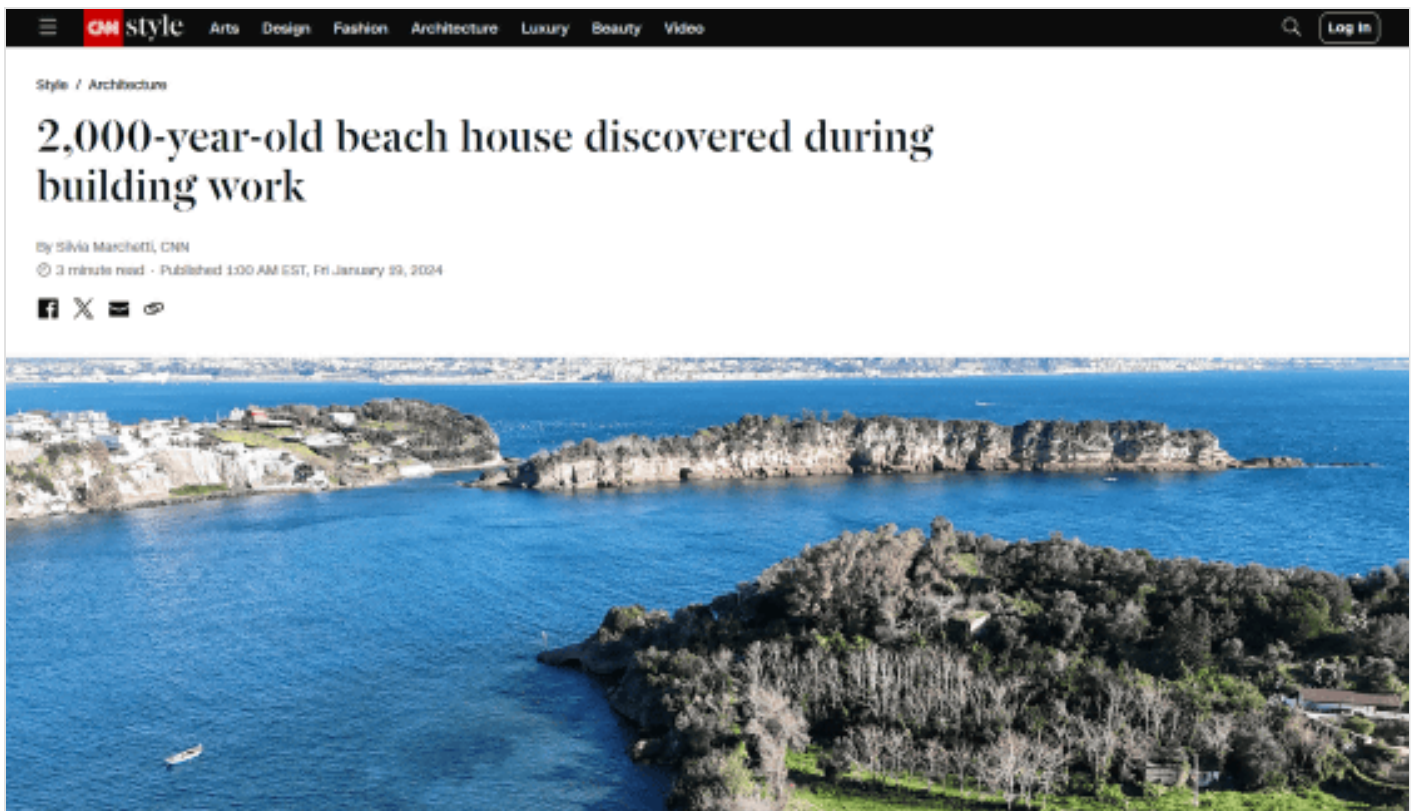 CNN style Arts Design Fashion Architecture Luxury Beauty Video Log In
Style / Architecture
2,000-year-old beach house discovered during
building work
By Silvia Marchetti, CNN
3 minute read · Published 1:00 AM EST, Fri January 19, 2024